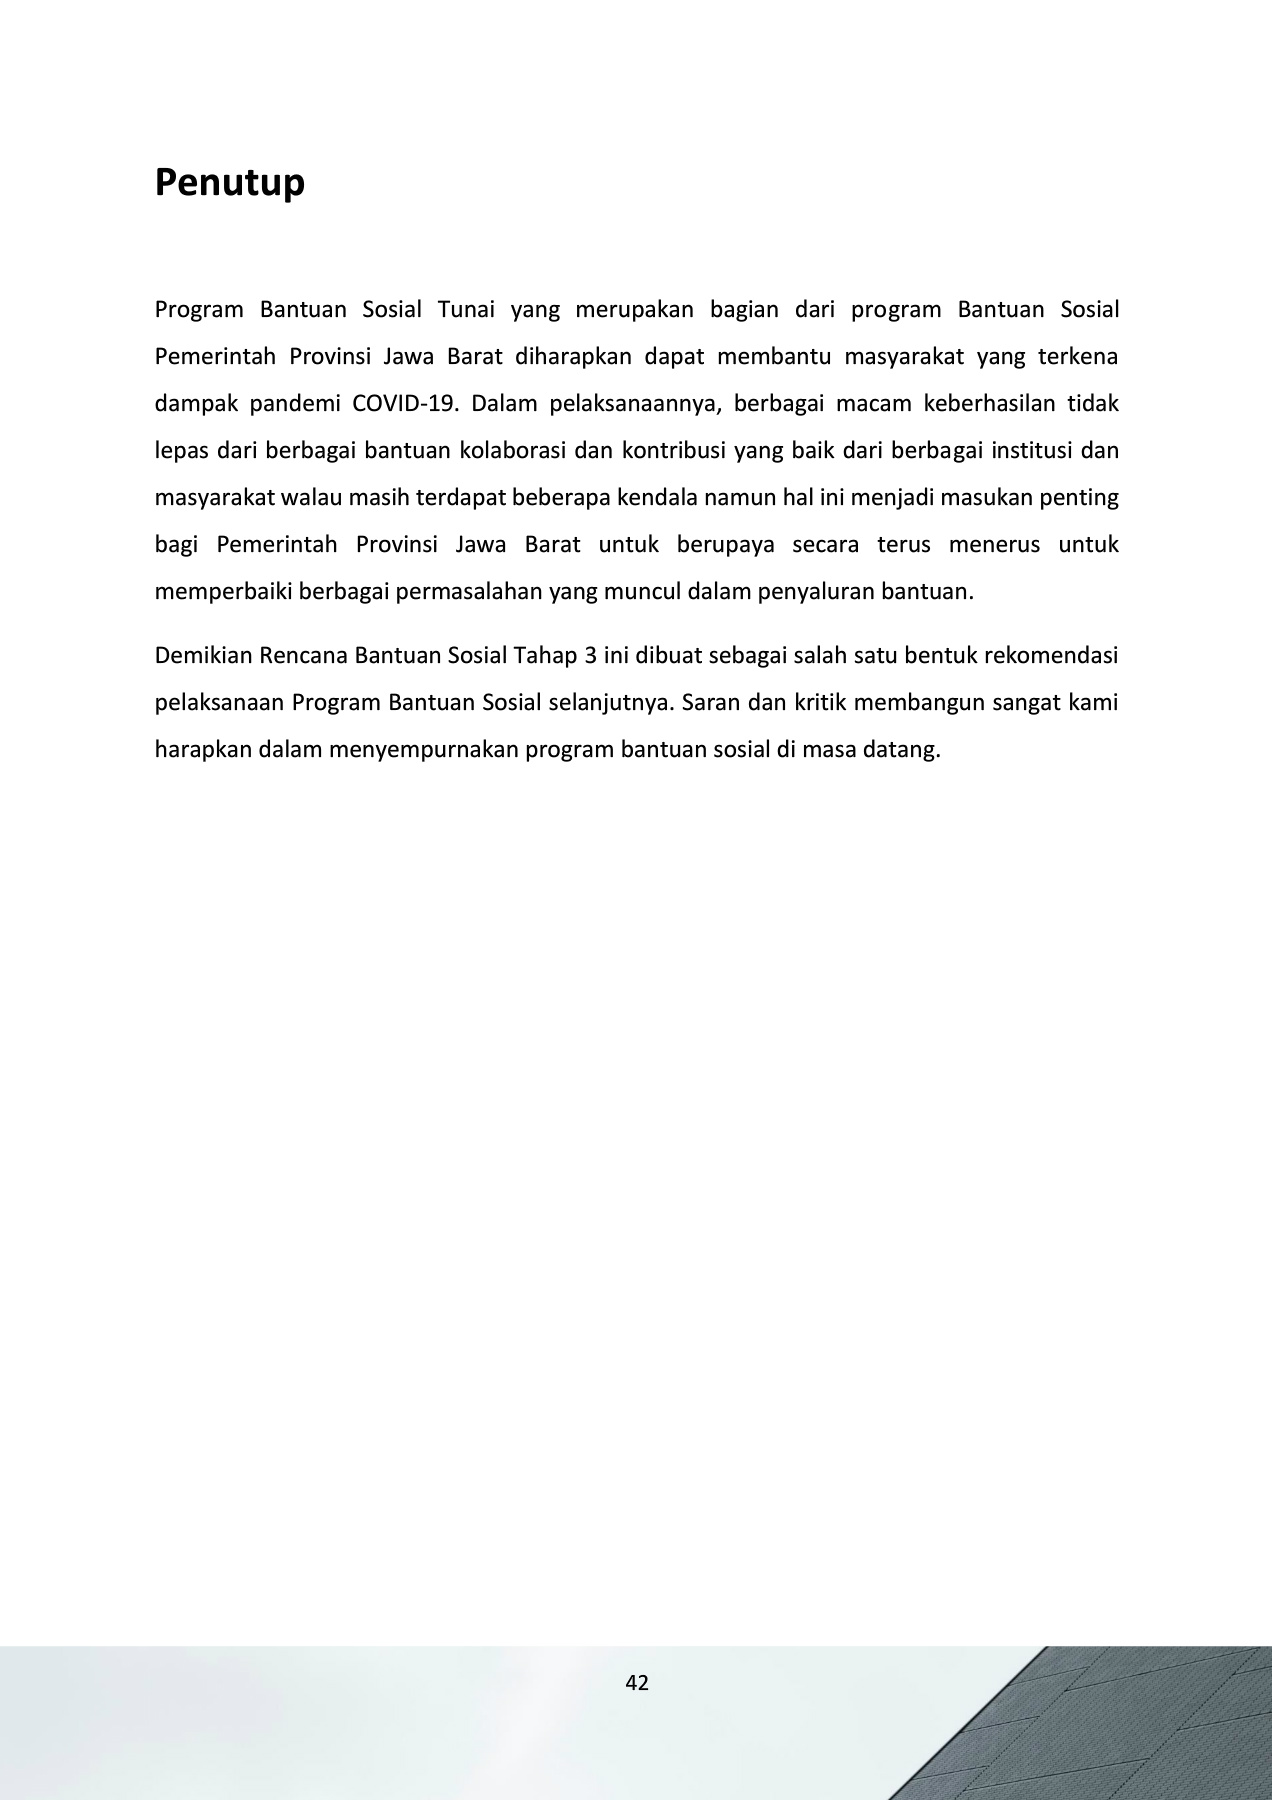 Penutup
Program Bantuan Sosial Tunai yang merupakan bagian dari program Bantuan Sosial
Pemerintah Provinsi Jawa Barat diharapkan dapat membantu masyarakat yang terkena
dampak pandemi COVID-19. Dalam pelaksanaannya, berbagai macam keberhasilan tidak
lepas dari berbagai bantuan kolaborasi dan kontribusi yang baik dari berbagai institusi dan
masyarakat walau masih terdapat beberapa kendala namun hal ini menjadi masukan penting
bagi Pemerintah Provinsi Jawa Barat untuk berupaya secara terus menerus untuk
memperbaiki berbagai permasalahan yang muncul dalam penyaluran bantuan.
Demikian Rencana Bantuan Sosial Tahap 3 ini dibuat sebagai salah satu bentuk rekomendasi
pelaksanaan Program Bantuan Sosial selanjutnya. Saran dan kritik membangun sangat kami
harapkan dalam menyempurnakan program bantuan sosial di masa datang.
42